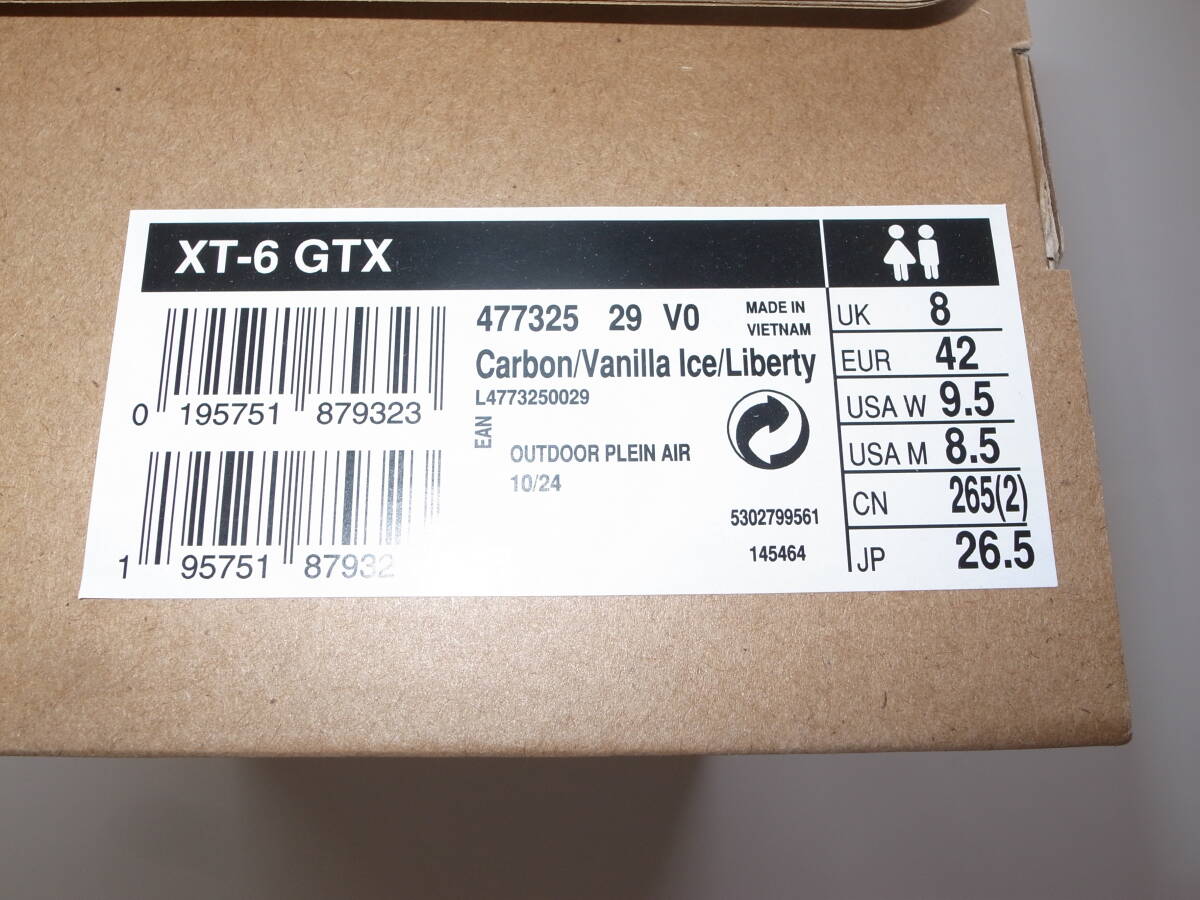 XT-6 GTX
0 195751 879323
1 95751 87932
477325 29 V0
MADE IN
VIETNAM
Carbon/Vanilla Ice/Liberty
L4773250029
EAN
OUTDOOR PLEIN AIR
10/24
5302799561
145464
UK 8
EUR 42
USA W 9.5
USA M 8.5
CN 265(2)
JP 26.5